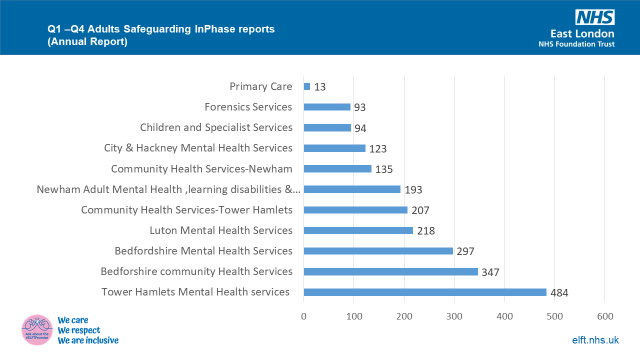 Q1 –Q4 Adults Safeguarding InPhase reports
(Annual Report)
NHS
East London
NHS Foundation Trust
Primary Care 13
Forensics Services 93
Children and Specialist Services 94
City & Hackney Mental Health Services 123
Community Health Services-Newham 135
Newham Adult Mental Health ,learning disabilities &... 193
Community Health Services-Tower Hamlets 207
Luton Mental Health Services 218
Bedfordshire Mental Health Services 297
Bedforshire community Health Services 347
Tower Hamlets Mental Health services 484
0 100 200 300 400 500 600
We care
We respect
We are inclusive
elft.nhs.uk